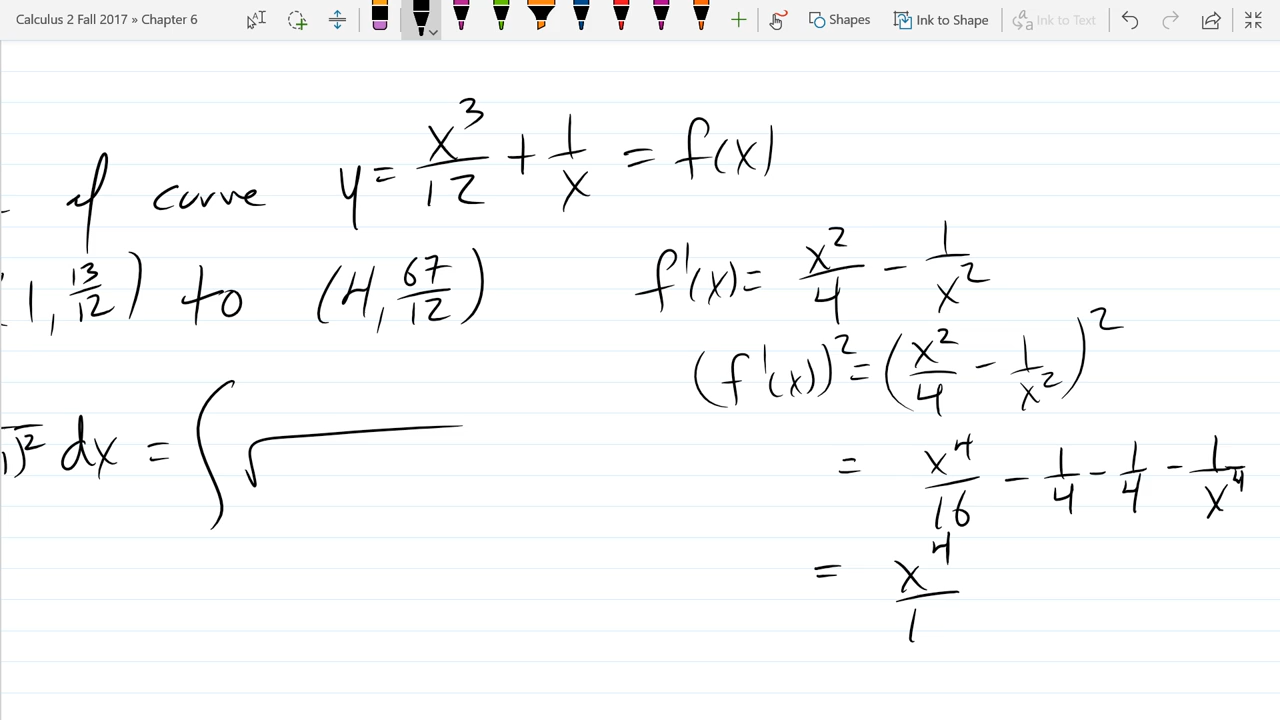 Calculus 2 Fall 2017 » Chapter 6
Shapes
Ink to Shape
Ink to Text
if curve y = x³/12 + 1/x = f(x)
1, 13/12) to (4, 67/12)
f'(x) = x²/4 - 1/x²
(f'(x))² = (x²/4 - 1/x²)²
)² dx = ∫√
= x⁴/16 - 1/4 - 1/4 - 1/x⁴
= x⁴/1